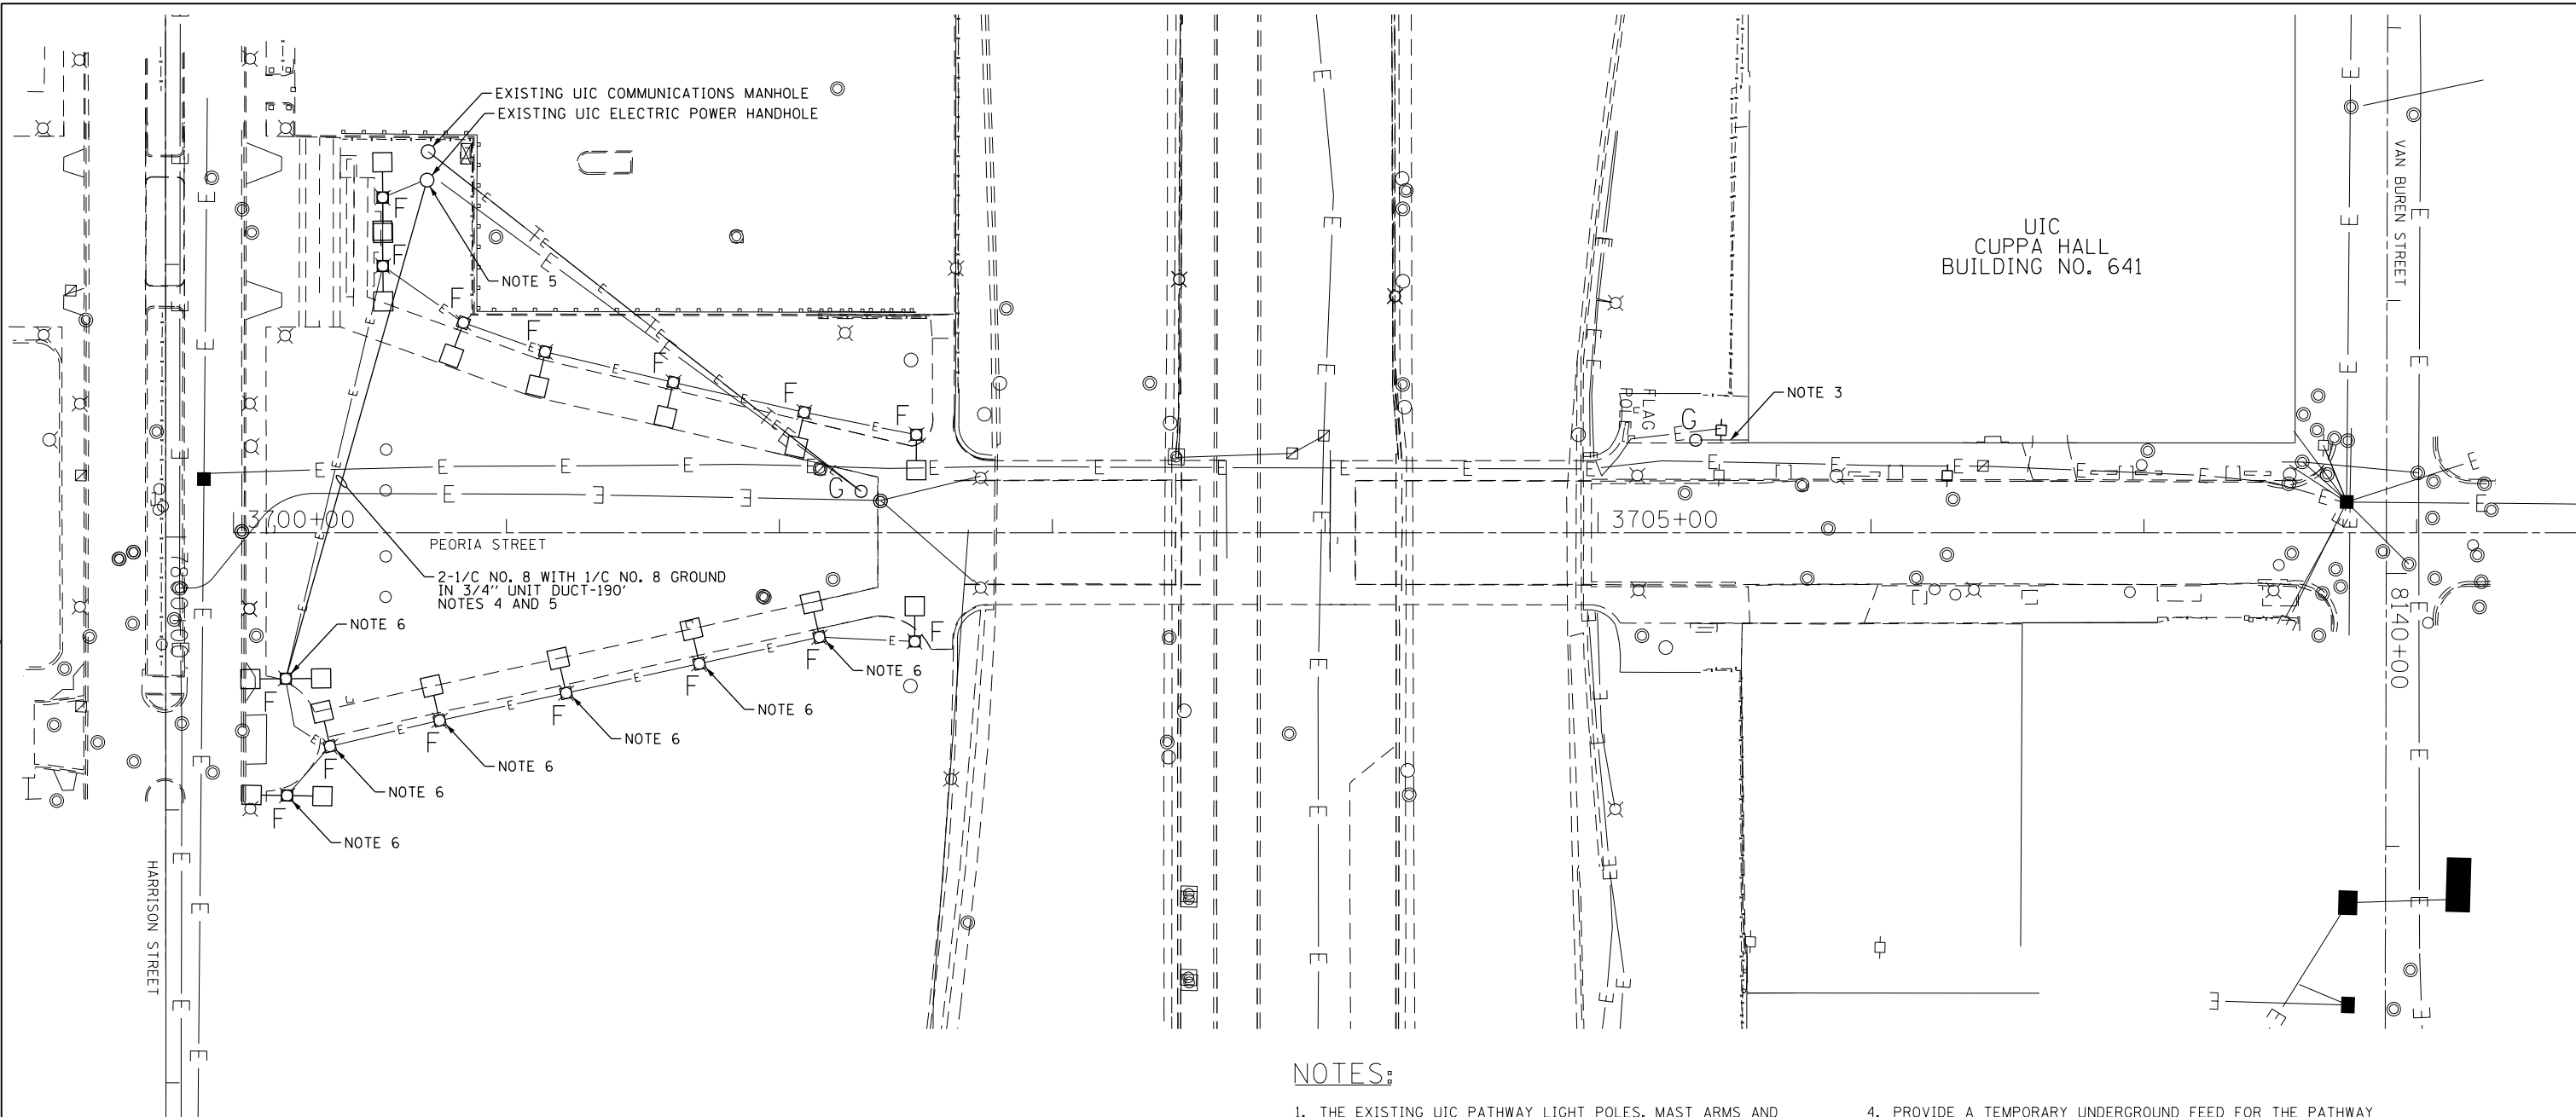 EXISTING UIC COMMUNICATIONS MANHOLE
EXISTING UIC ELECTRIC POWER HANDHOLE
NOTE 5
UIC
CUPPA HALL
BUILDING NO. 641
VAN BUREN STREET
FLAG
POLE
G
NOTE 3
F
F
F
F
F
F
F
G
3700+00
3705+00
PEORIA STREET
2-1/C NO. 8 WITH 1/C NO. 8 GROUND
IN 3/4" UNIT DUCT-190'
NOTES 4 AND 5
NOTE 6
F
F
NOTE 6
F
NOTE 6
F
NOTE 6
F
NOTE 6
F
NOTE 6
F
NOTE 6
F
8140+00
HARRISON STREET
NOTES:
1. THE EXISTING UIC PATHWAY LIGHT POLES, MAST ARMS AND
4. PROVIDE A TEMPORARY UNDERGROUND FEED FOR THE PATHWAY